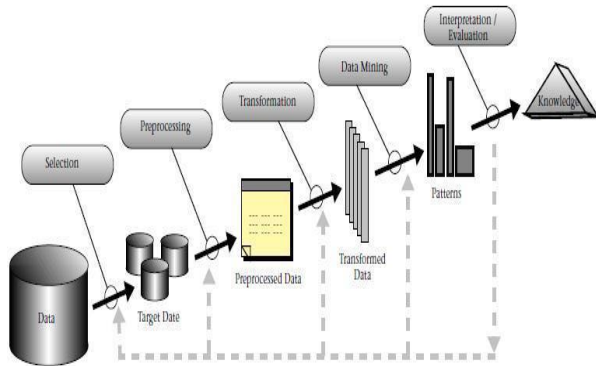 Interpretation /
Evaluation
Data Mining
Knowledge
Transformation
Preprocessing
Patterns
Selection
Transformed
Data
Preprocessed Data
Target Date
Data